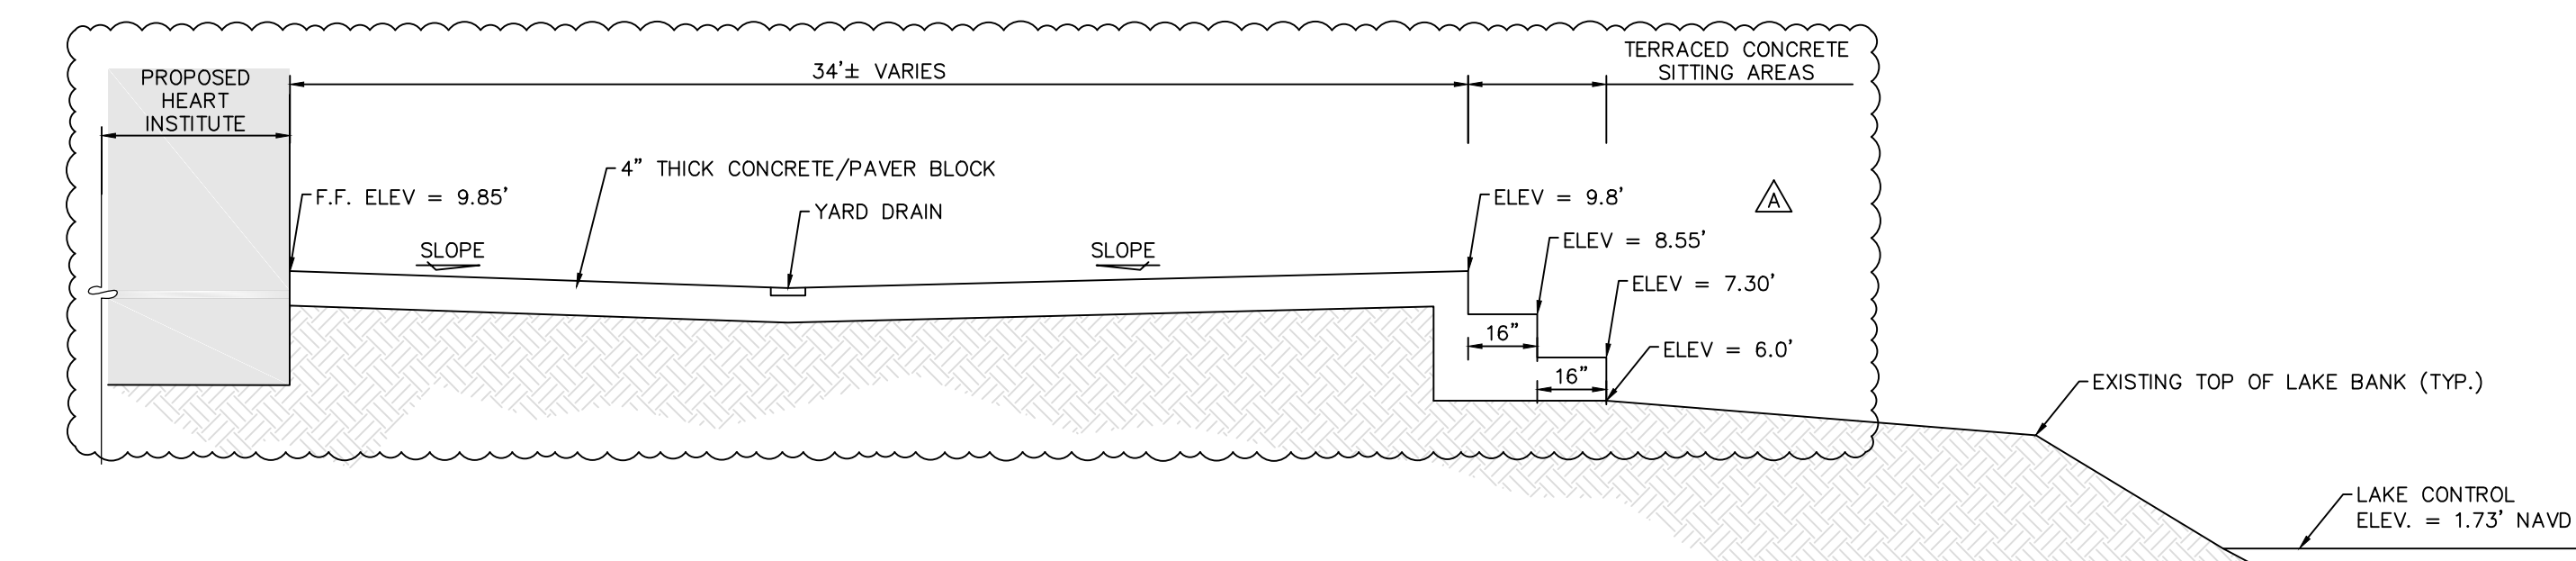 PROPOSED
HEART
INSTITUTE
34'± VARIES
TERRACED CONCRETE
SITTING AREAS
4" THICK CONCRETE/PAVER BLOCK
F.F. ELEV = 9.85'
YARD DRAIN
SLOPE
SLOPE
ELEV = 9.8'
A
ELEV = 8.55'
ELEV = 7.30'
16"
ELEV = 6.0'
16"
EXISTING TOP OF LAKE BANK (TYP.)
LAKE CONTROL
ELEV. = 1.73' NAVD